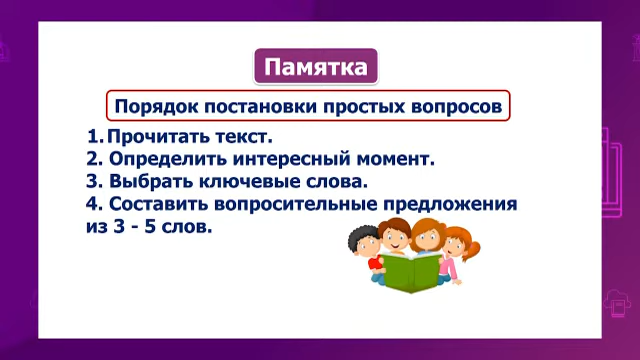 Памятка
Порядок постановки простых вопросов
1. Прочитать текст.
2. Определить интересный момент.
3. Выбрать ключевые слова.
4. Составить вопросительные предложения
из 3 - 5 слов.